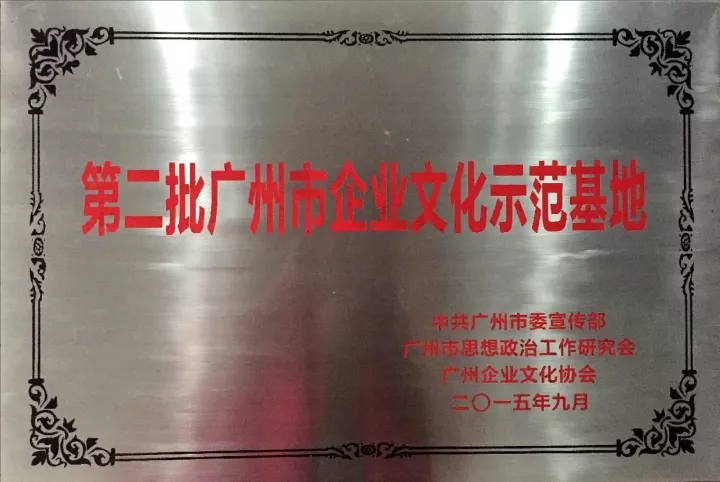 第二批广州市企业文化示范基地
中共广州市委宣传部
广州市思想政治工作研究会
广州企业文化协会
二〇一五年九月